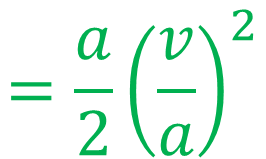 = a/2 (v/a)²